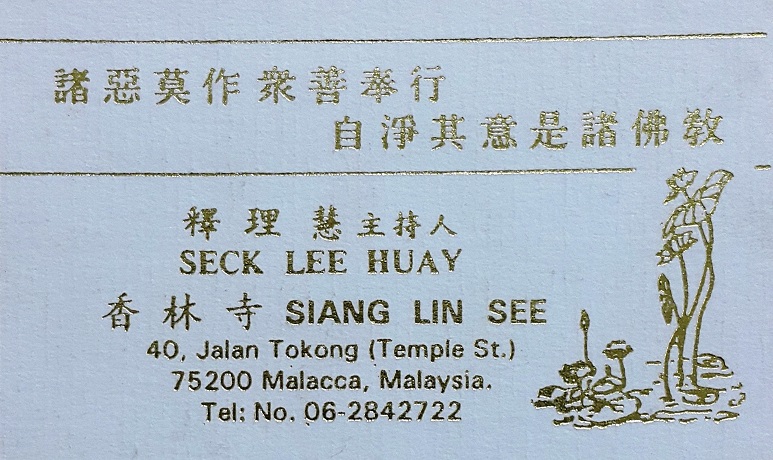 諸惡莫作衆善奉行
自淨其意是諸佛教
釋理慧主持人
SECK LEE HUAY
香林寺 SIANG LIN SEE
40, Jalan Tokong (Temple St.)
75200 Malacca, Malaysia.
Tel: No. 06-2842722